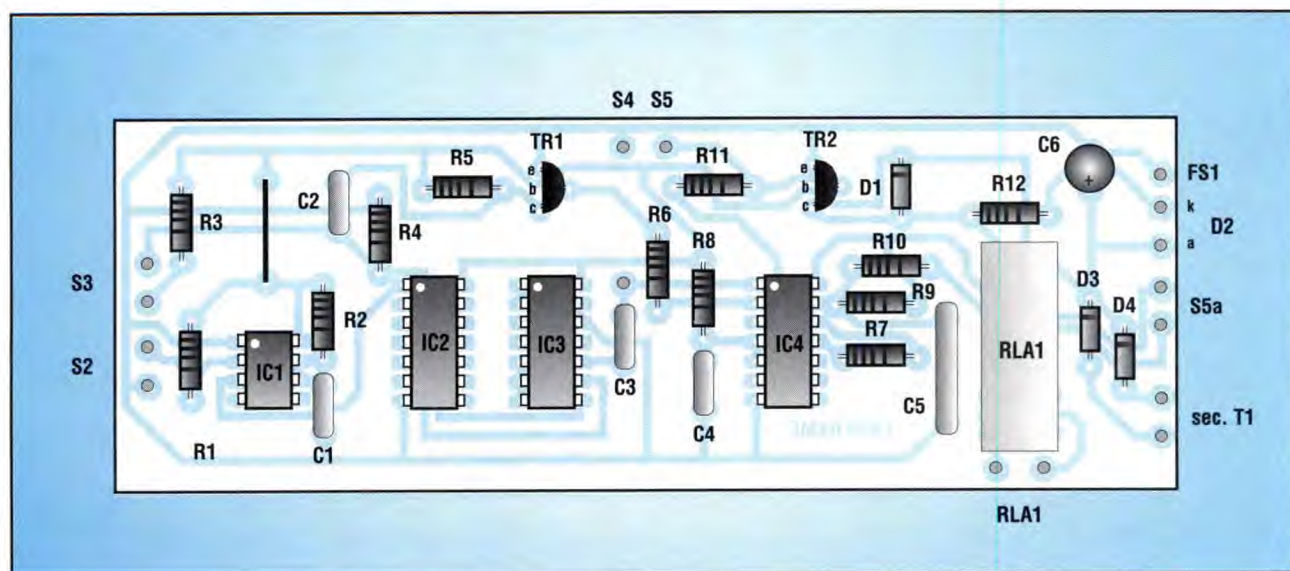 S4 S5
TR1
TR2
C6
R5
R11
FS1
e
b
c
e
b
c
D1
R12
k
D2
a
C2
R3
R4
R6
R8
R10
S3
R9
D3
D4
S5a
R2
IC1
IC2
IC3
IC4
R7
RLA1
S2
C3
C5
+
R1
C1
C4
sec. T1
RLA1